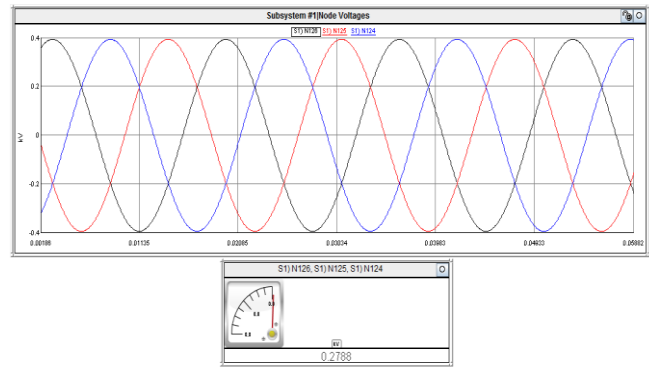 Subsystem #1|Node Voltages
S1) N126 S1) N125 S1) N124
0.4
0.2
0
-0.2
-0.4
kV
0.00186 0.01135 0.02085 0.03034 0.03983 0.04933 0.05882
S1) N126, S1) N125, S1) N124
kV
0.2788